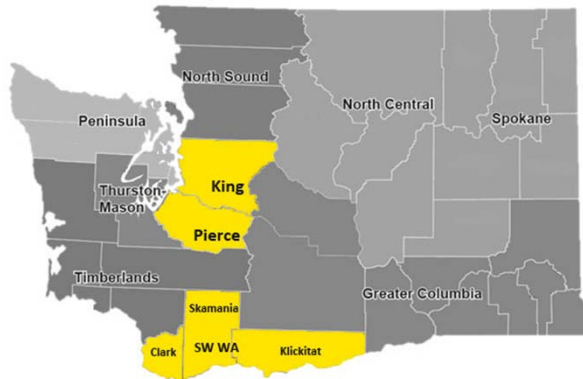 North Sound
North Central
Spokane
Peninsula
King
Thurston-
Mason
Pierce
Timberlands
Greater Columbia
Skamania
Clark
SW WA
Klickitat